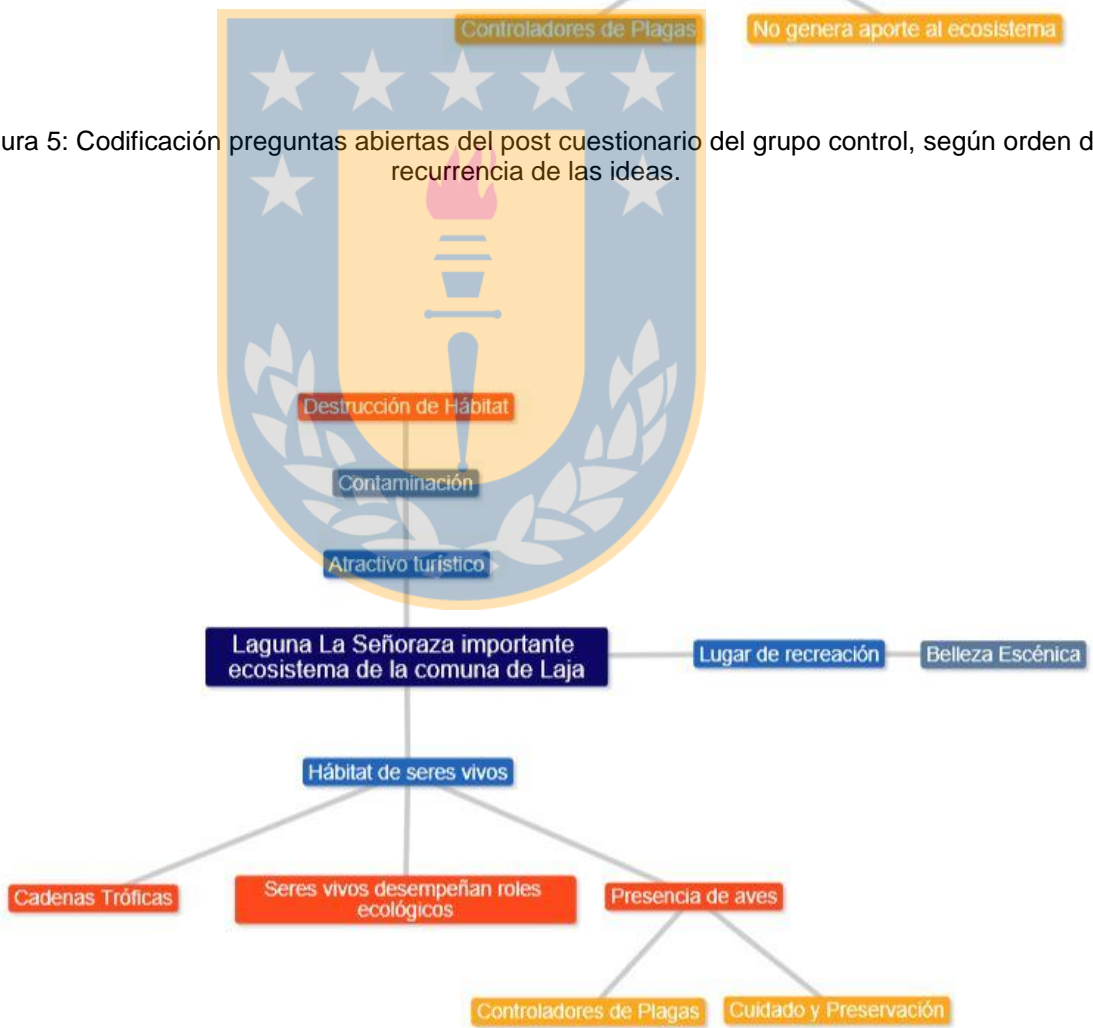 Controladores de Plagas
No genera aporte al ecosistema
ura 5: Codificación preguntas abiertas del post cuestionario del grupo control, según orden d
recurrencia de las ideas.
Destrucción de Hábitat
Contaminación
Atractivo turístico
Laguna La Señoraza importante
ecosistema de la comuna de Laja
Lugar de recreación
Belleza Escénica
Hábitat de seres vivos
Cadenas Tróficas
Seres vivos desempeñan roles
ecológicos
Presencia de aves
Controladores de Plagas
Cuidado y Preservación